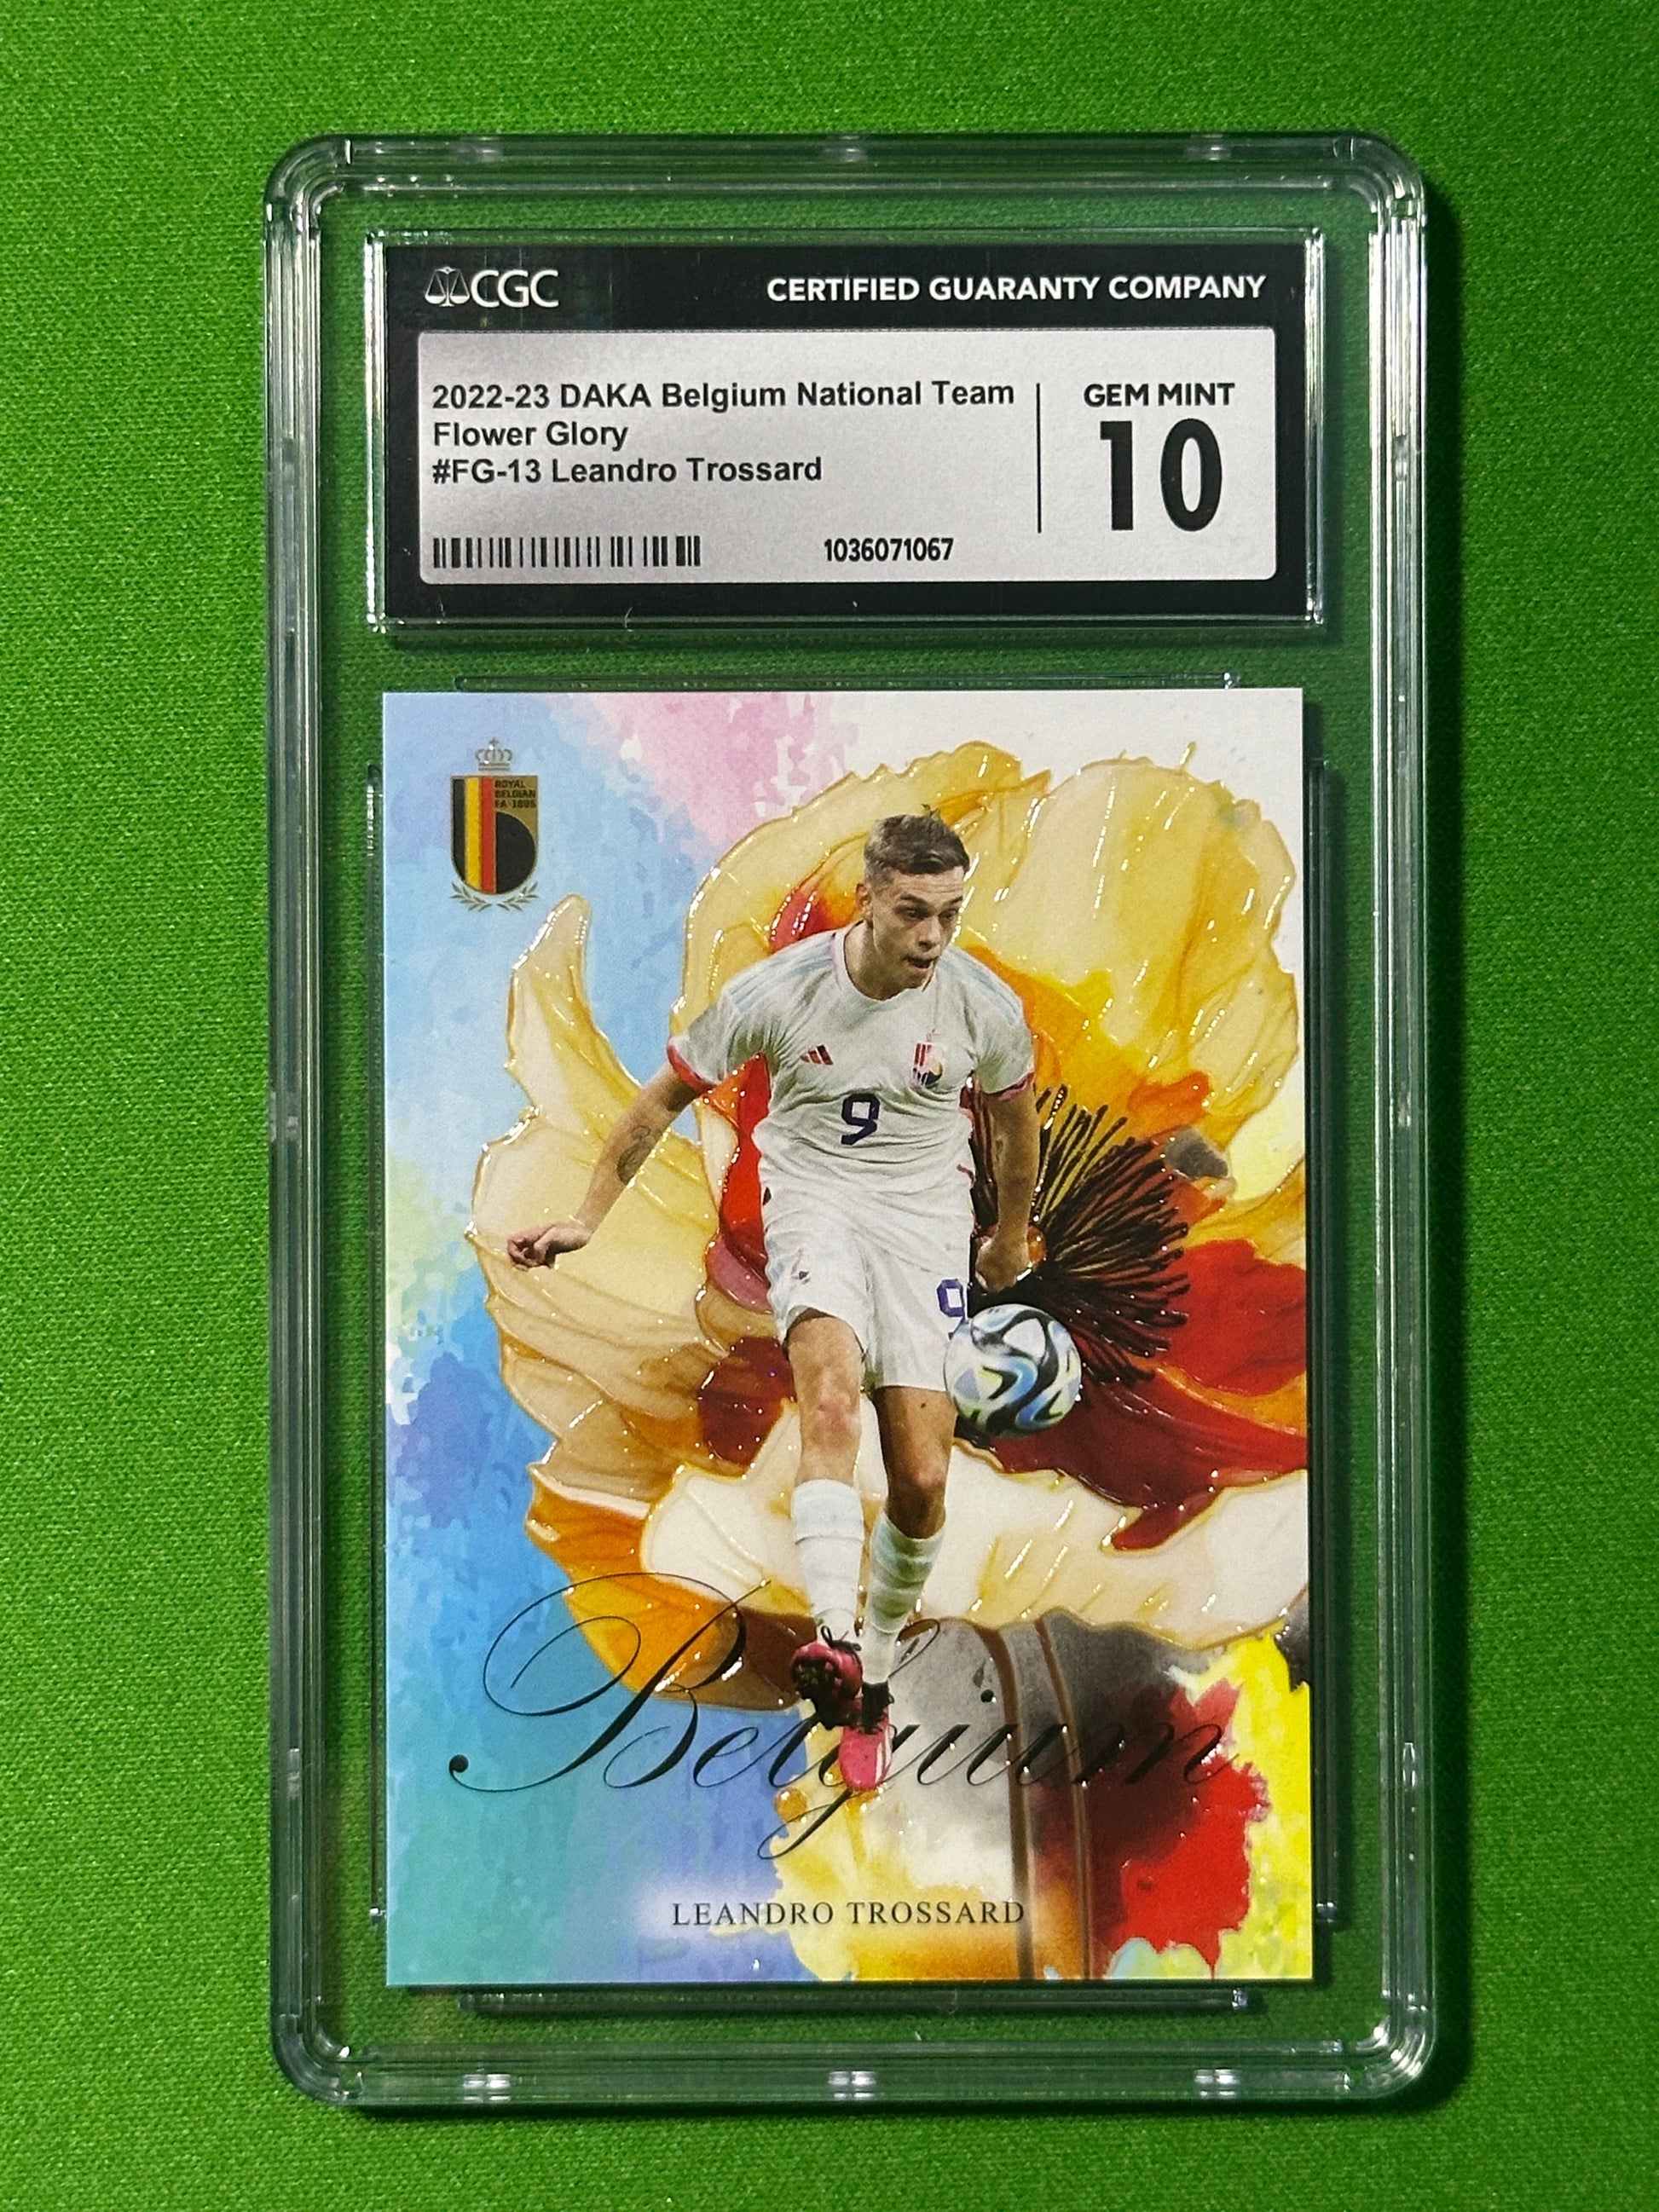 CGC
CERTIFIED GUARANTY COMPANY
2022-23 DAKA Belgium National Team
Flower Glory
#FG-13 Leandro Trossard
GEM MINT
10
1036071067
ROYAL
BELGIAN
FA·1895
9
9
Belgium
LEANDRO TROSSARD